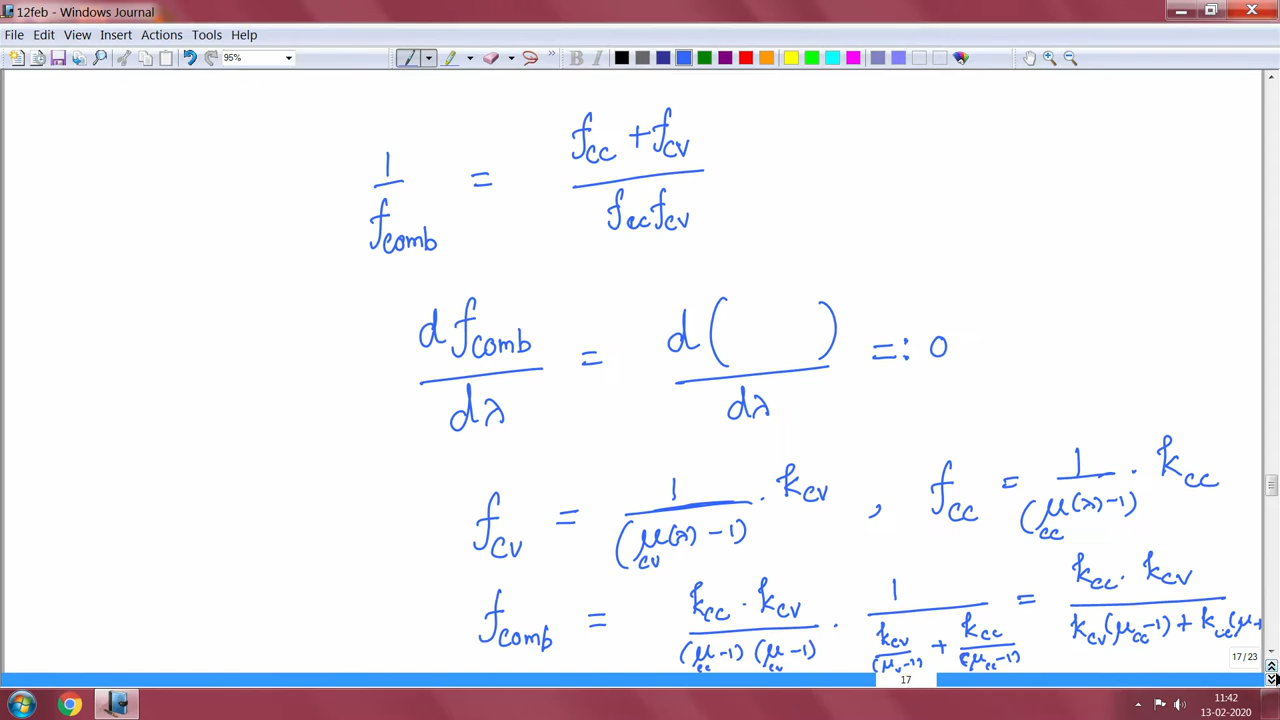 12feb - Windows Journal
File Edit View Insert Actions Tools Help
95%
1/f_comb = (f_cc + f_cv)/(f_cc f_cv)
d f_comb/dλ = d( )/dλ =: 0
f_cv = 1/(μ_cv(λ) - 1) · k_cv , f_cc = 1/(μ_cc(λ) - 1) · k_cc
f_comb = k_cc · k_cv/((μ_cc - 1)(μ_cv - 1)) · 1/(k_cv/(μ_v - 1) + k_cc/(μ_cc - 1)) = k_cc · k_cv/(k_cv(μ_cc - 1) + k_cc(μ
17 / 23
17
11:42
13-02-2020